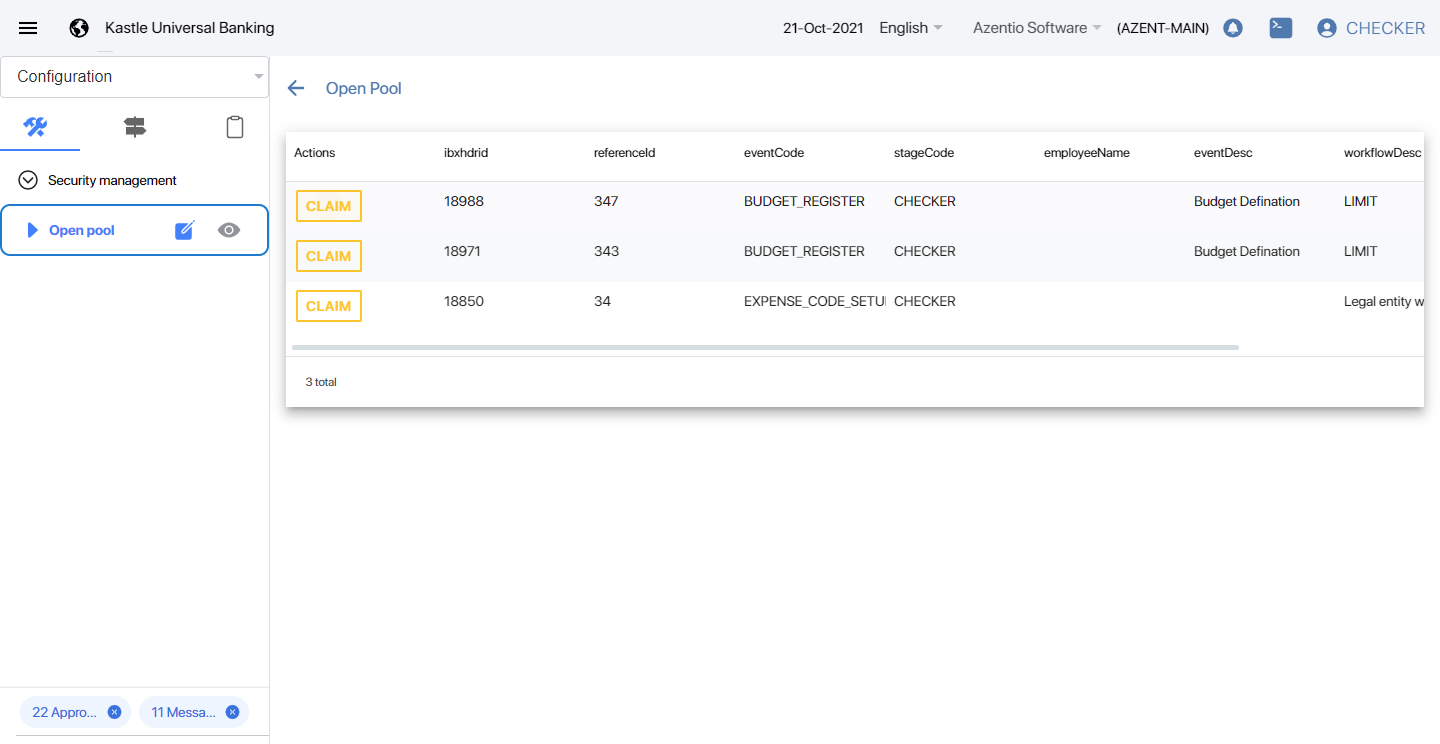 Kastle Universal Banking
21-Oct-2021 English Azentio Software (AZENT-MAIN) CHECKER
Configuration
Security management
Open pool
22 Appro... 11 Messa...
Open Pool
Actions ibxhdrid referenceId eventCode stageCode employeeName eventDesc workflowDesc
CLAIM 18988 347 BUDGET_REGISTER CHECKER Budget Defination LIMIT
CLAIM 18971 343 BUDGET_REGISTER CHECKER Budget Defination LIMIT
CLAIM 18850 34 EXPENSE_CODE_SETU CHECKER Legal entity w
3 total